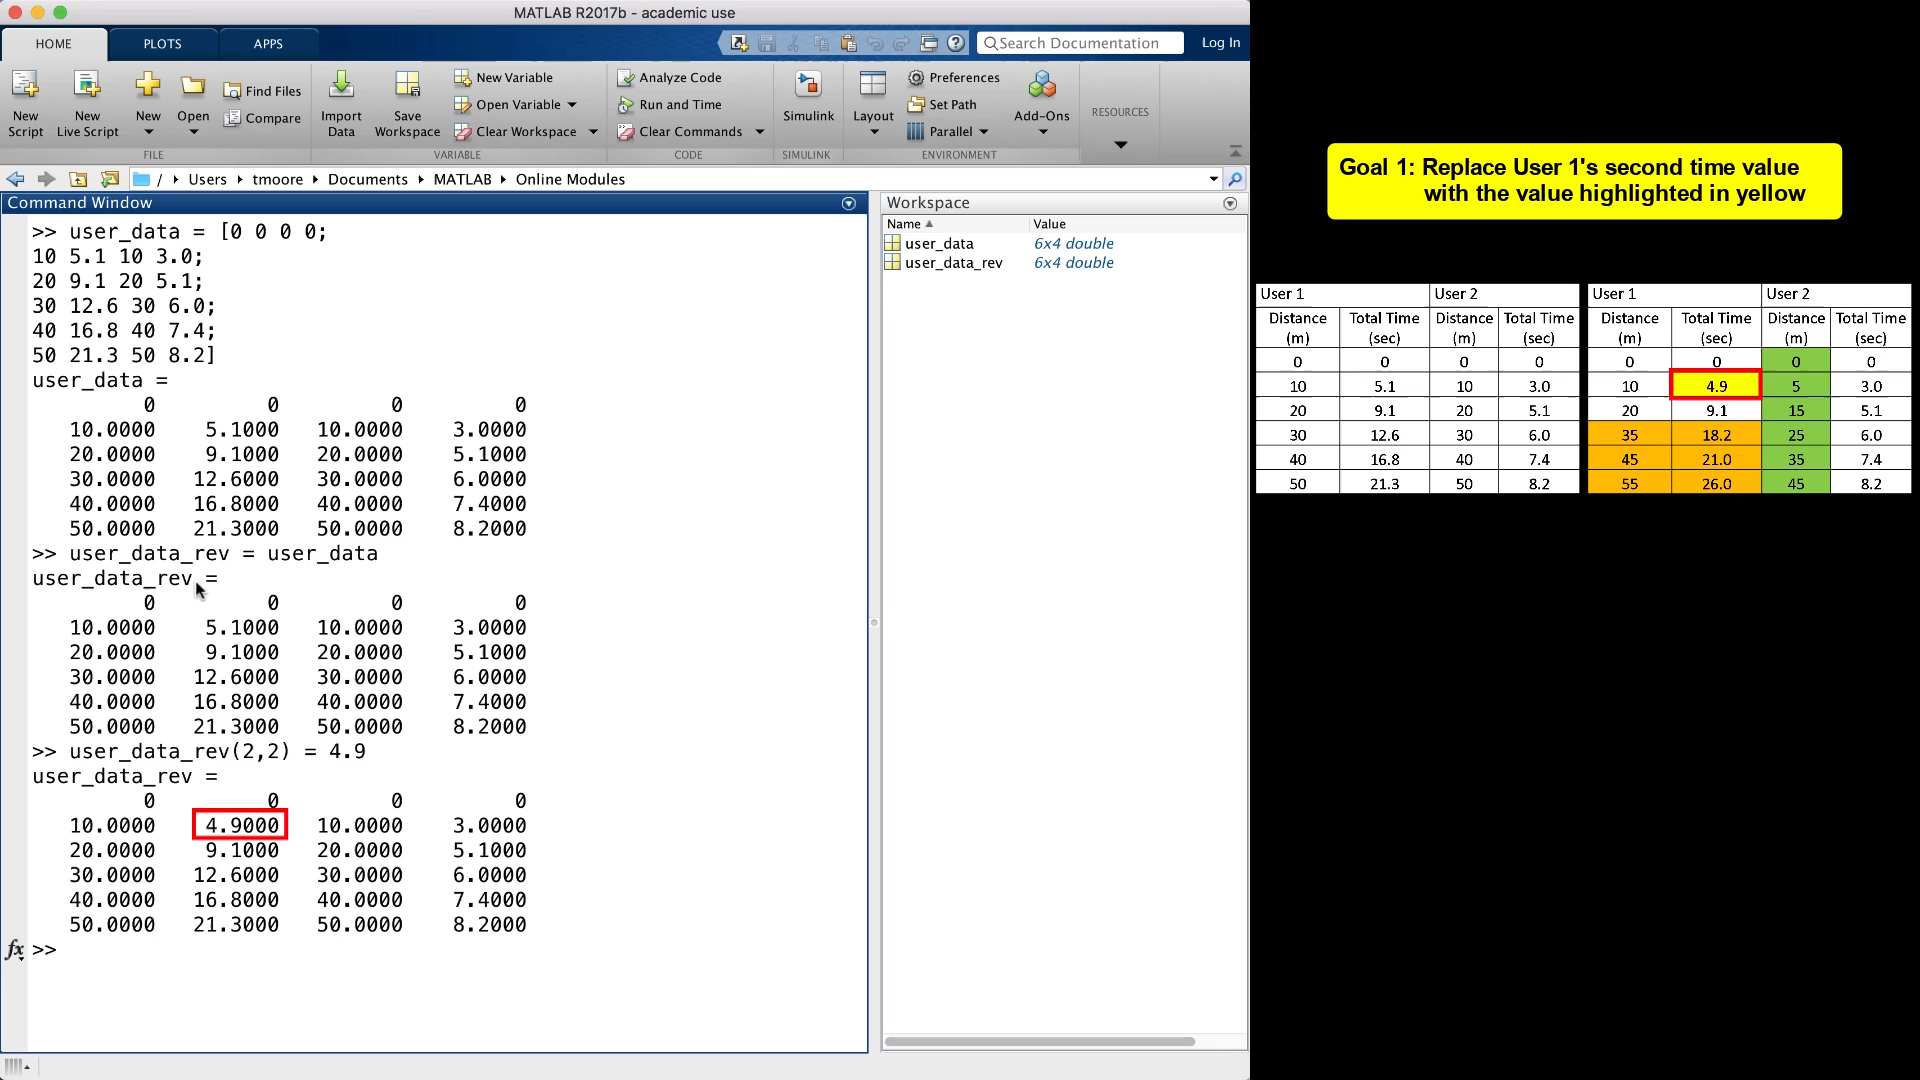 MATLAB R2017b - academic use
HOME PLOTS APPS
Search Documentation Log In
New Script
New Live Script
New
Open
Find Files
Compare
Import Data
Save Workspace
New Variable
Open Variable
Clear Workspace
Analyze Code
Run and Time
Clear Commands
Simulink
Layout
Preferences
Set Path
Parallel
Add-Ons
RESOURCES
FILE VARIABLE CODE SIMULINK ENVIRONMENT
/ Users tmoore Documents MATLAB Online Modules
Command Window
>> user_data = [0 0 0 0;
10 5.1 10 3.0;
20 9.1 20 5.1;
30 12.6 30 6.0;
40 16.8 40 7.4;
50 21.3 50 8.2]
user_data =
0 0 0 0
10.0000 5.1000 10.0000 3.0000
20.0000 9.1000 20.0000 5.1000
30.0000 12.6000 30.0000 6.0000
40.0000 16.8000 40.0000 7.4000
50.0000 21.3000 50.0000 8.2000
>> user_data_rev = user_data
user_data_rev =
0 0 0 0
10.0000 5.1000 10.0000 3.0000
20.0000 9.1000 20.0000 5.1000
30.0000 12.6000 30.0000 6.0000
40.0000 16.8000 40.0000 7.4000
50.0000 21.3000 50.0000 8.2000
>> user_data_rev(2,2) = 4.9
user_data_rev =
0 0 0 0
10.0000 4.9000 10.0000 3.0000
20.0000 9.1000 20.0000 5.1000
30.0000 12.6000 30.0000 6.0000
40.0000 16.8000 40.0000 7.4000
50.0000 21.3000 50.0000 8.2000
fx >>
Workspace
Name Value
user_data 6x4 double
user_data_rev 6x4 double
Goal 1: Replace User 1's second time value
with the value highlighted in yellow
User 1 User 2
Distance (m) Total Time (sec) Distance (m) Total Time (sec)
0 0 0 0
10 5.1 10 3.0
20 9.1 20 5.1
30 12.6 30 6.0
40 16.8 40 7.4
50 21.3 50 8.2
User 1 User 2
Distance (m) Total Time (sec) Distance (m) Total Time (sec)
0 0 0 0
10 4.9 5 3.0
20 9.1 15 5.1
35 18.2 25 6.0
45 21.0 35 7.4
55 26.0 45 8.2